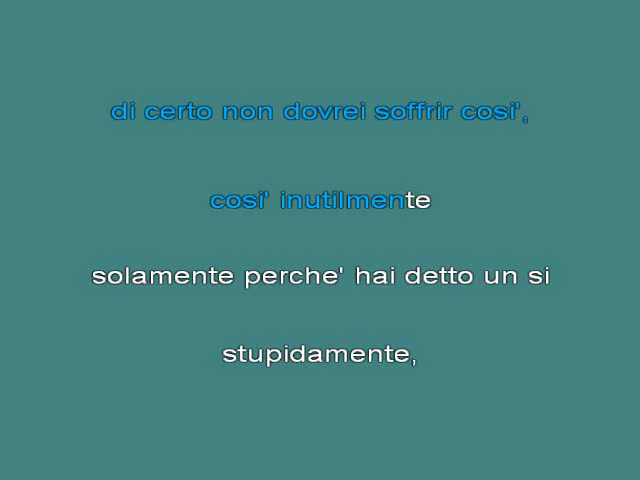 di certo non dovrei soffrir cosi',
cosi' inutilmente
solamente perche' hai detto un si
stupidamente,